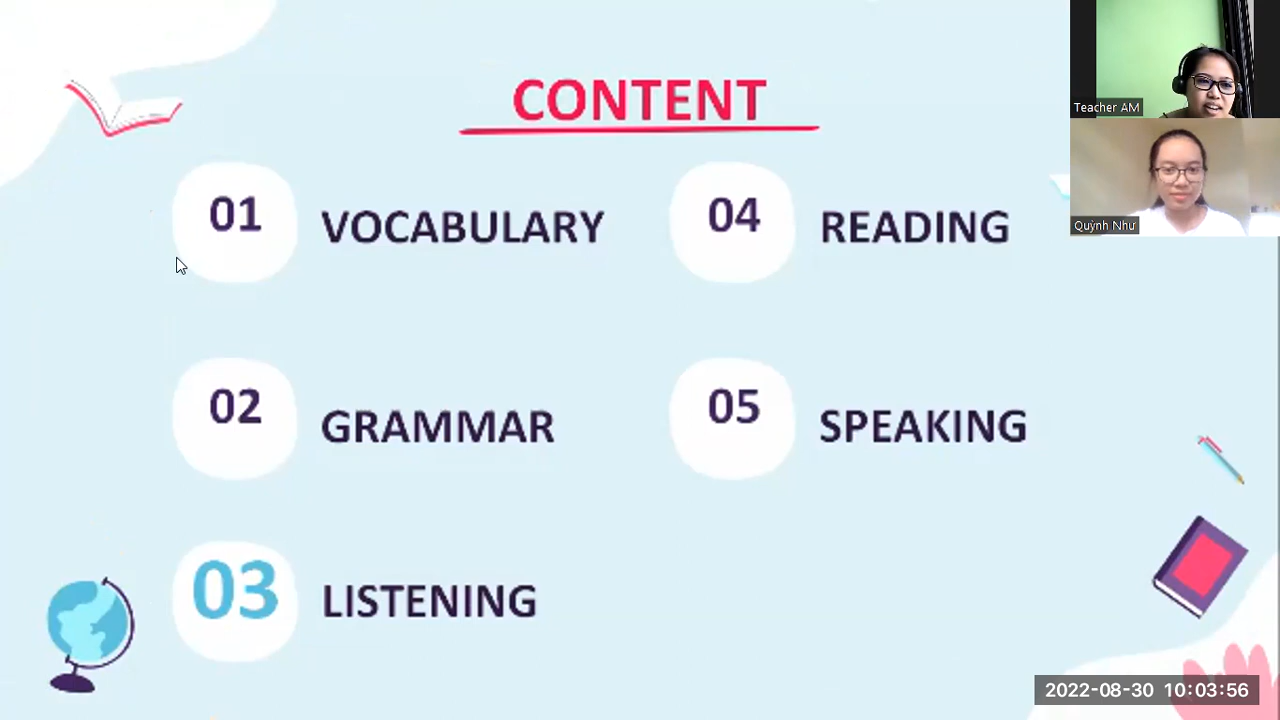 CONTENT
01 VOCABULARY
02 GRAMMAR
03 LISTENING
04 READING
05 SPEAKING
Teacher AM
Quỳnh Như
2022-08-30 10:03:56